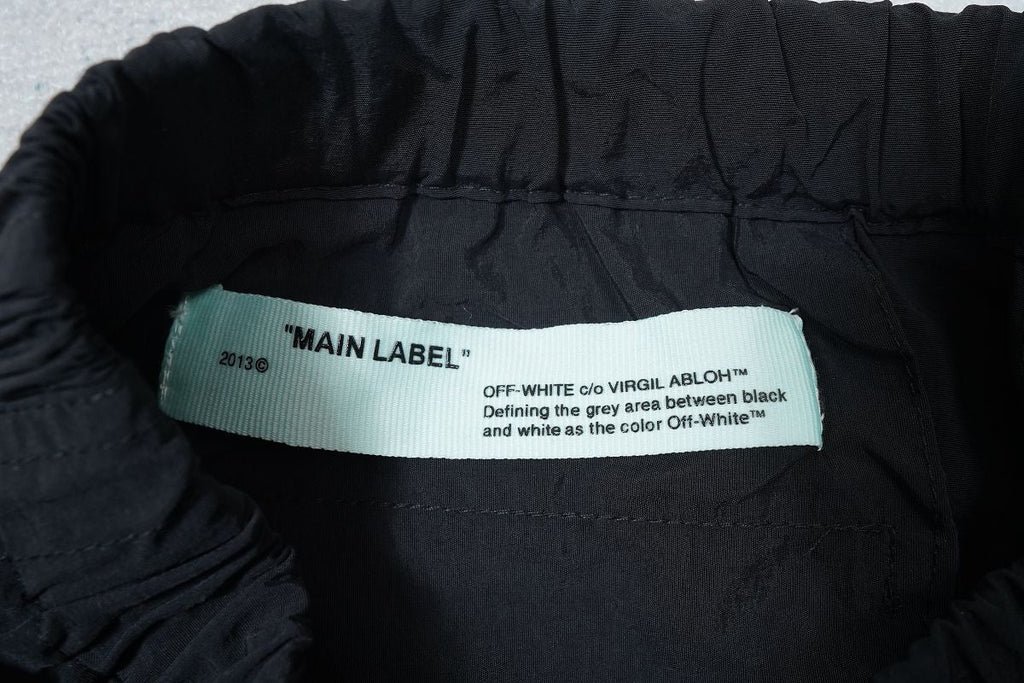 "MAIN LABEL"
2013©
OFF-WHITE c/o VIRGIL ABLOH™
Defining the grey area between black
and white as the color Off-White™